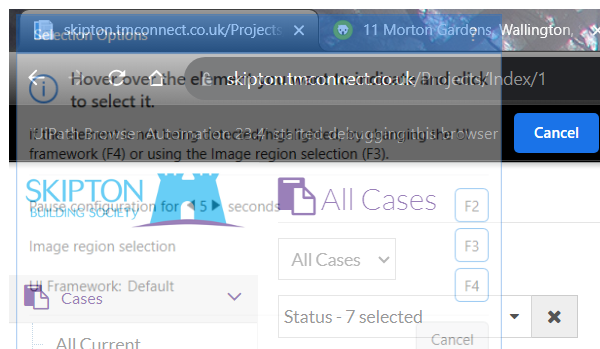 Selection Options
skipton.tmconnect.co.uk/Projects
11 Morton Gardens, Wallington,
Hover over the element you want to indicate and click
to select it.
skipton.tmconnect.co.uk/Projects/Index/1
"UiPath Browser Automation 23.4" started debugging this browser
Cancel
framework (F4) or using the Image region selection (F3).
SKIPTON
BUILDING SOCIETY
All Cases
Pause configuration for 5 seconds
F2
Image region selection
F3
All Cases
UI Framework: Default
F4
Cases
Status - 7 selected
All Current
Cancel